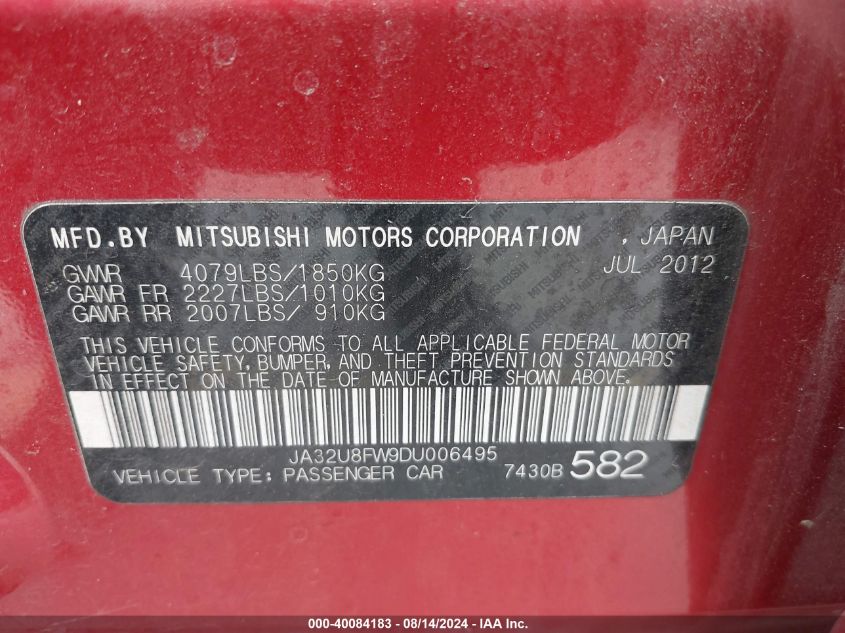 MFD.BY MITSUBISHI MOTORS CORPORATION , JAPAN
JUL 2012
GVWR 4079LBS/1850KG
GAWR FR 2227LBS/1010KG
GAWR RR 2007LBS/ 910KG
THIS VEHICLE CONFORMS TO ALL APPLICABLE FEDERAL MOTOR
VEHICLE SAFETY, BUMPER, AND THEFT PREVENTION STANDARDS
IN EFFECT ON THE DATE OF MANUFACTURE SHOWN ABOVE.
JA32U8FW9DU006495
VEHICLE TYPE: PASSENGER CAR 7430B 582
000-40084183 - 08/14/2024 - IAA Inc.